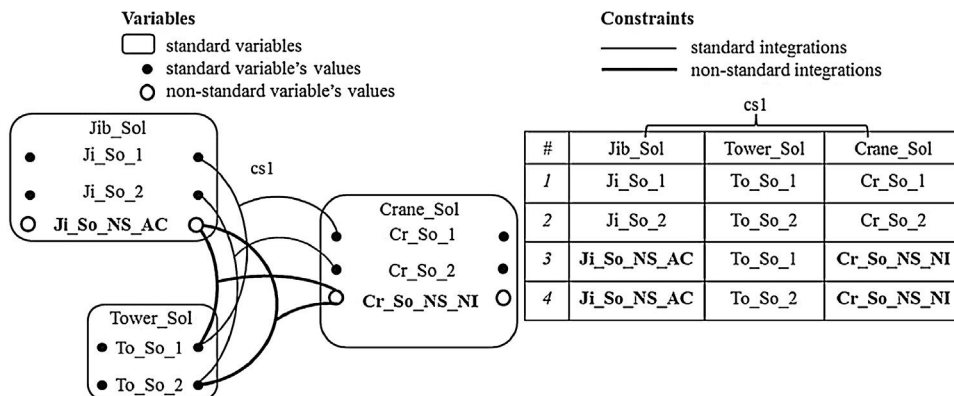 Variables
standard variables
standard variable's values
non-standard variable's values
Constraints
standard integrations
non-standard integrations
Jib_Sol
Ji_So_1
Ji_So_2
Ji_So_NS_AC
cs1
Crane_Sol
Cr_So_1
Cr_So_2
Cr_So_NS_NI
Tower_Sol
To_So_1
To_So_2
cs1
# Jib_Sol Tower_Sol Crane_Sol
1 Ji_So_1 To_So_1 Cr_So_1
2 Ji_So_2 To_So_2 Cr_So_2
3 Ji_So_NS_AC To_So_1 Cr_So_NS_NI
4 Ji_So_NS_AC To_So_2 Cr_So_NS_NI